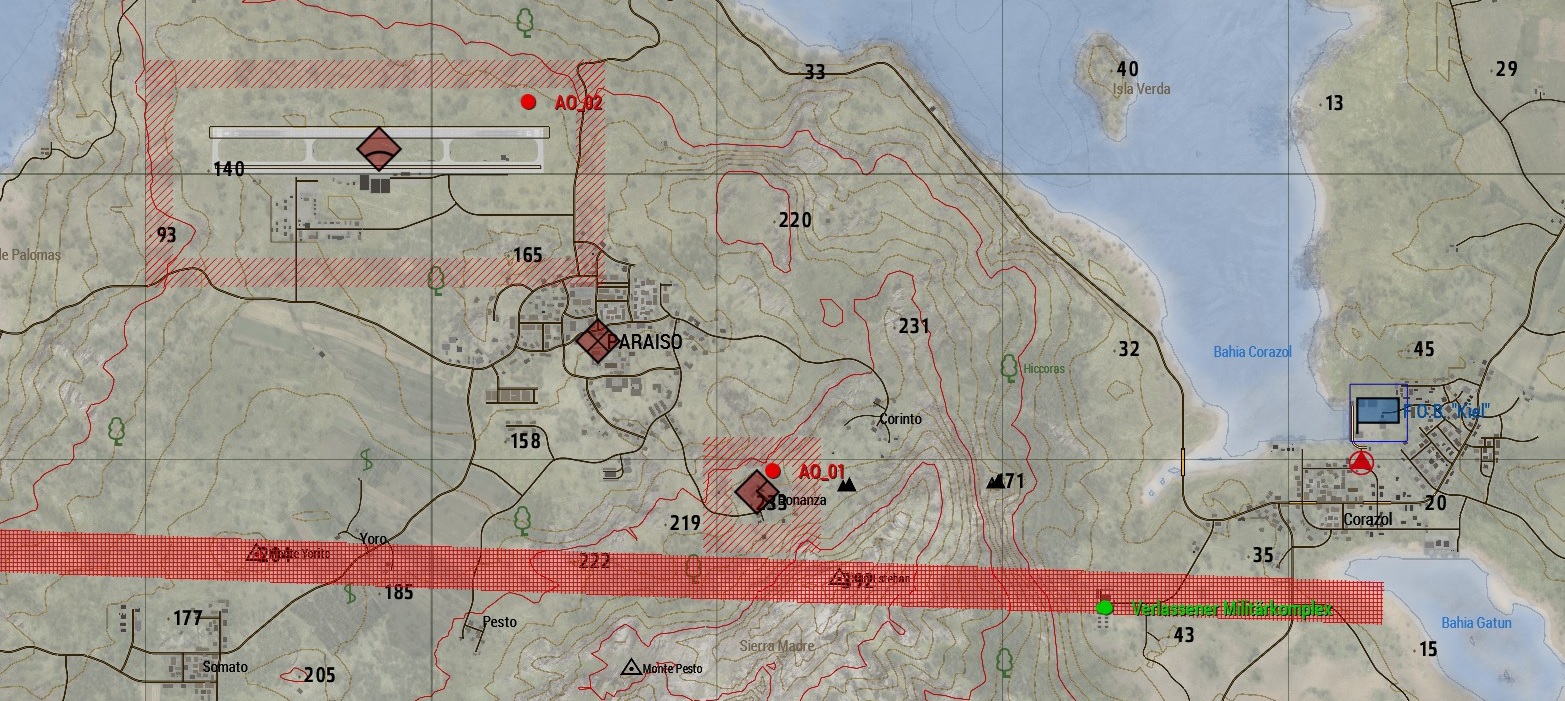 33
40
Isla Verda
29
AO_02
13
140
220
93
165
de Palomas
231
PARAISO
32
Bahia Corazol
45
Hiccoras
F.O.B. "Kiel"
Corinto
158
AO_01
Bonanza
71
20
219
Corazol
Yoro
35
222
185
Verlassener Militärkomplex
177
Pesto
43
Bahia Gatun
Sierra Madre
15
Somato
Monte Pesto
205